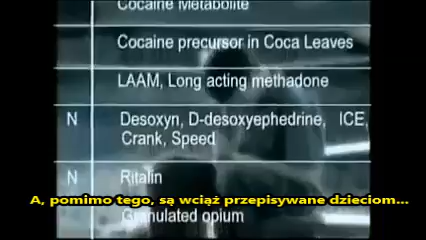 Cocaine Metabolite
Cocaine precursor in Coca Leaves
LAAM, Long acting methadone
N Desoxyn, D-desoxyephedrine, ICE,
Crank, Speed
N Ritalin
A, pomimo tego, są wciąż przepisywane dzieciom...
Granulated opium